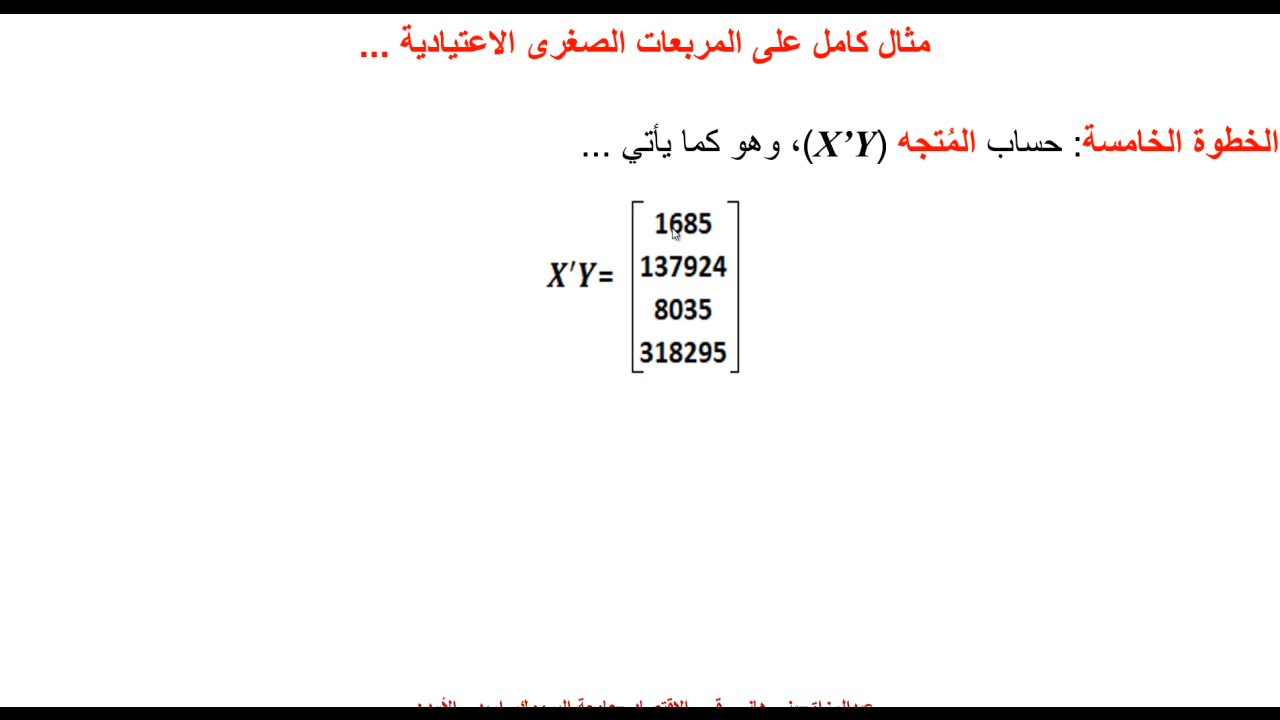 مثال كامل على المربعات الصغرى الاعتيادية ...
الخطوة الخامسة: حساب المُتجه (X’Y)، وهو كما يأتي ...
1685
137924
X′Y=
8035
318295